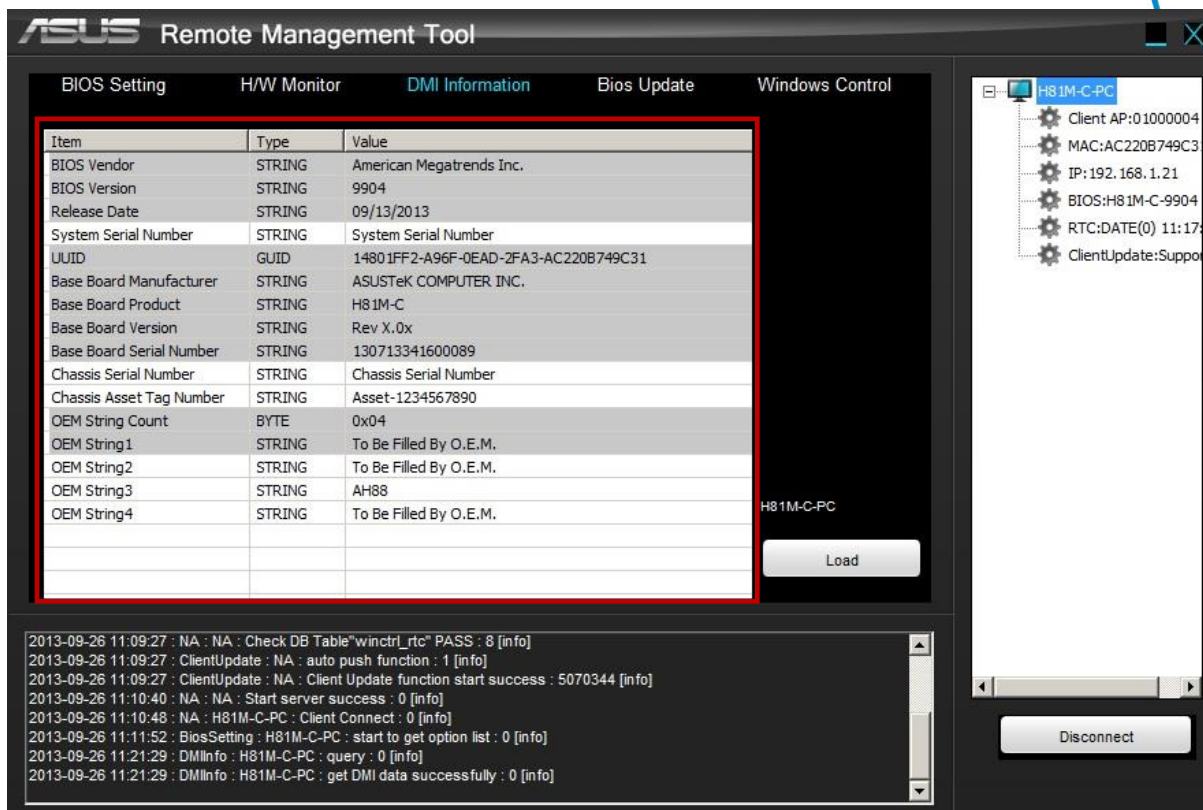 ASUS Remote Management Tool
BIOS Setting H/W Monitor DMI Information Bios Update Windows Control
Item Type Value
BIOS Vendor STRING American Megatrends Inc.
BIOS Version STRING 9904
Release Date STRING 09/13/2013
System Serial Number STRING System Serial Number
UUID GUID 14801FF2-A96F-0EAD-2FA3-AC220B749C31
Base Board Manufacturer STRING ASUSTeK COMPUTER INC.
Base Board Product STRING H81M-C
Base Board Version STRING Rev X.0x
Base Board Serial Number STRING 130713341600089
Chassis Serial Number STRING Chassis Serial Number
Chassis Asset Tag Number STRING Asset-1234567890
OEM String Count BYTE 0x04
OEM String1 STRING To Be Filled By O.E.M.
OEM String2 STRING To Be Filled By O.E.M.
OEM String3 STRING AH88
OEM String4 STRING To Be Filled By O.E.M.
H81M-C-PC
Load
H81M-C-PC
Client AP:01000004
MAC:AC220B749C3
IP:192.168.1.21
BIOS:H81M-C-9904
RTC:DATE(0) 11:17:
ClientUpdate:Suppor
Disconnect
2013-09-26 11:09:27 : NA : NA : Check DB Table"winctrl_rtc" PASS : 8 [info]
2013-09-26 11:09:27 : ClientUpdate : NA : auto push function : 1 [info]
2013-09-26 11:09:27 : ClientUpdate : NA : Client Update function start success : 5070344 [info]
2013-09-26 11:10:40 : NA : NA : Start server success : 0 [info]
2013-09-26 11:10:48 : NA : H81M-C-PC : Client Connect : 0 [info]
2013-09-26 11:11:52 : BiosSetting : H81M-C-PC : start to get option list : 0 [info]
2013-09-26 11:21:29 : DMIInfo : H81M-C-PC : query : 0 [info]
2013-09-26 11:21:29 : DMIInfo : H81M-C-PC : get DMI data successfully : 0 [info]